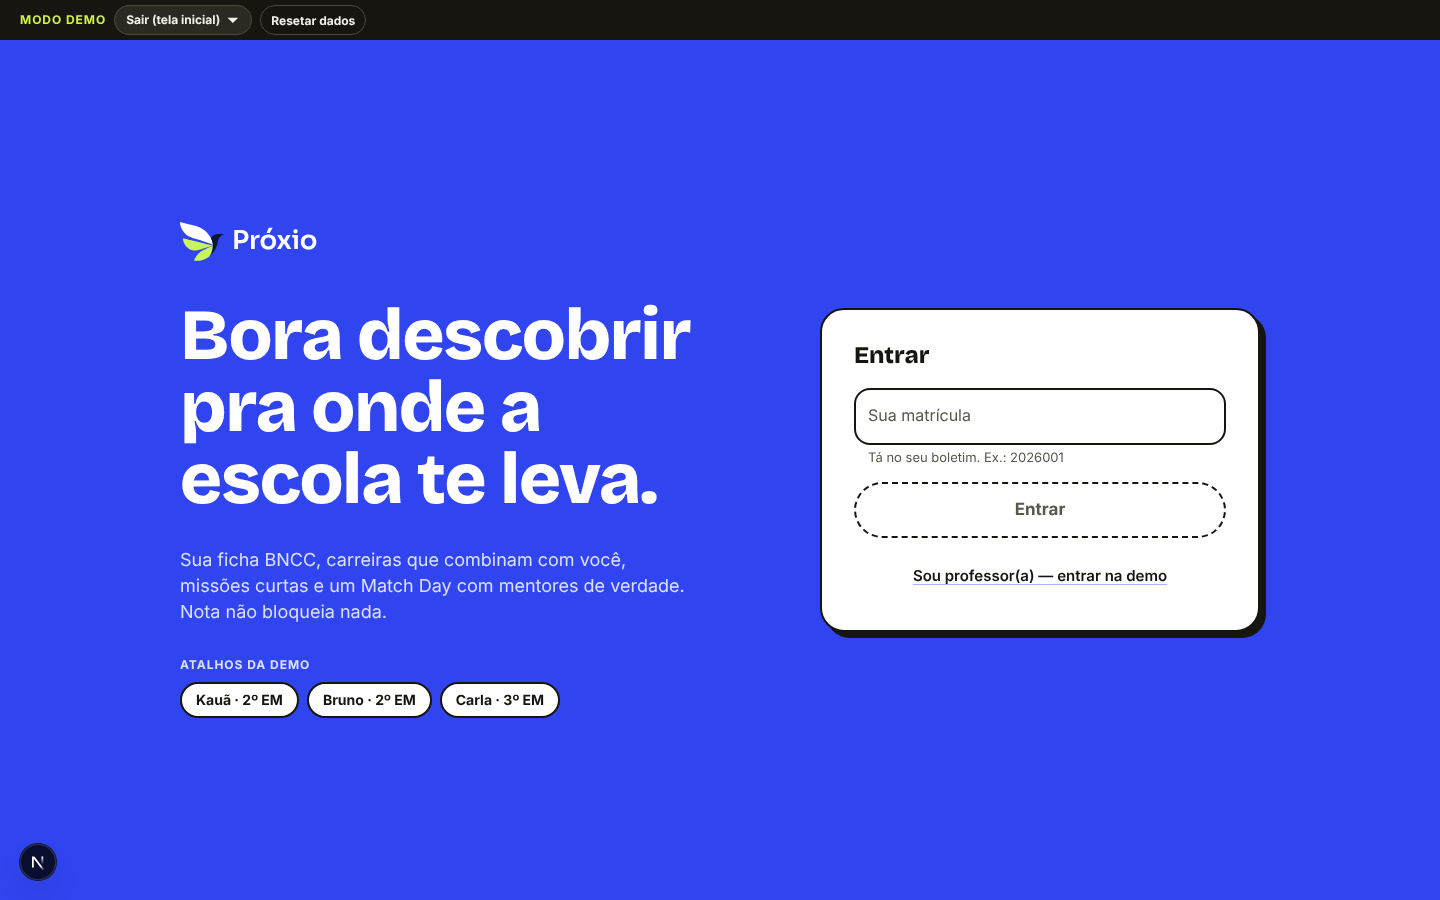 MODO DEMO
Sair (tela inicial)
Resetar dados
Próxio
Bora descobrir
pra onde a
escola te leva.
Sua ficha BNCC, carreiras que combinam com você,
missões curtas e um Match Day com mentores de verdade.
Nota não bloqueia nada.
ATALHOS DA DEMO
Kauã · 2º EM
Bruno · 2º EM
Carla · 3º EM
Entrar
Sua matrícula
Tá no seu boletim. Ex.: 2026001
Entrar
Sou professor(a) — entrar na demo
N